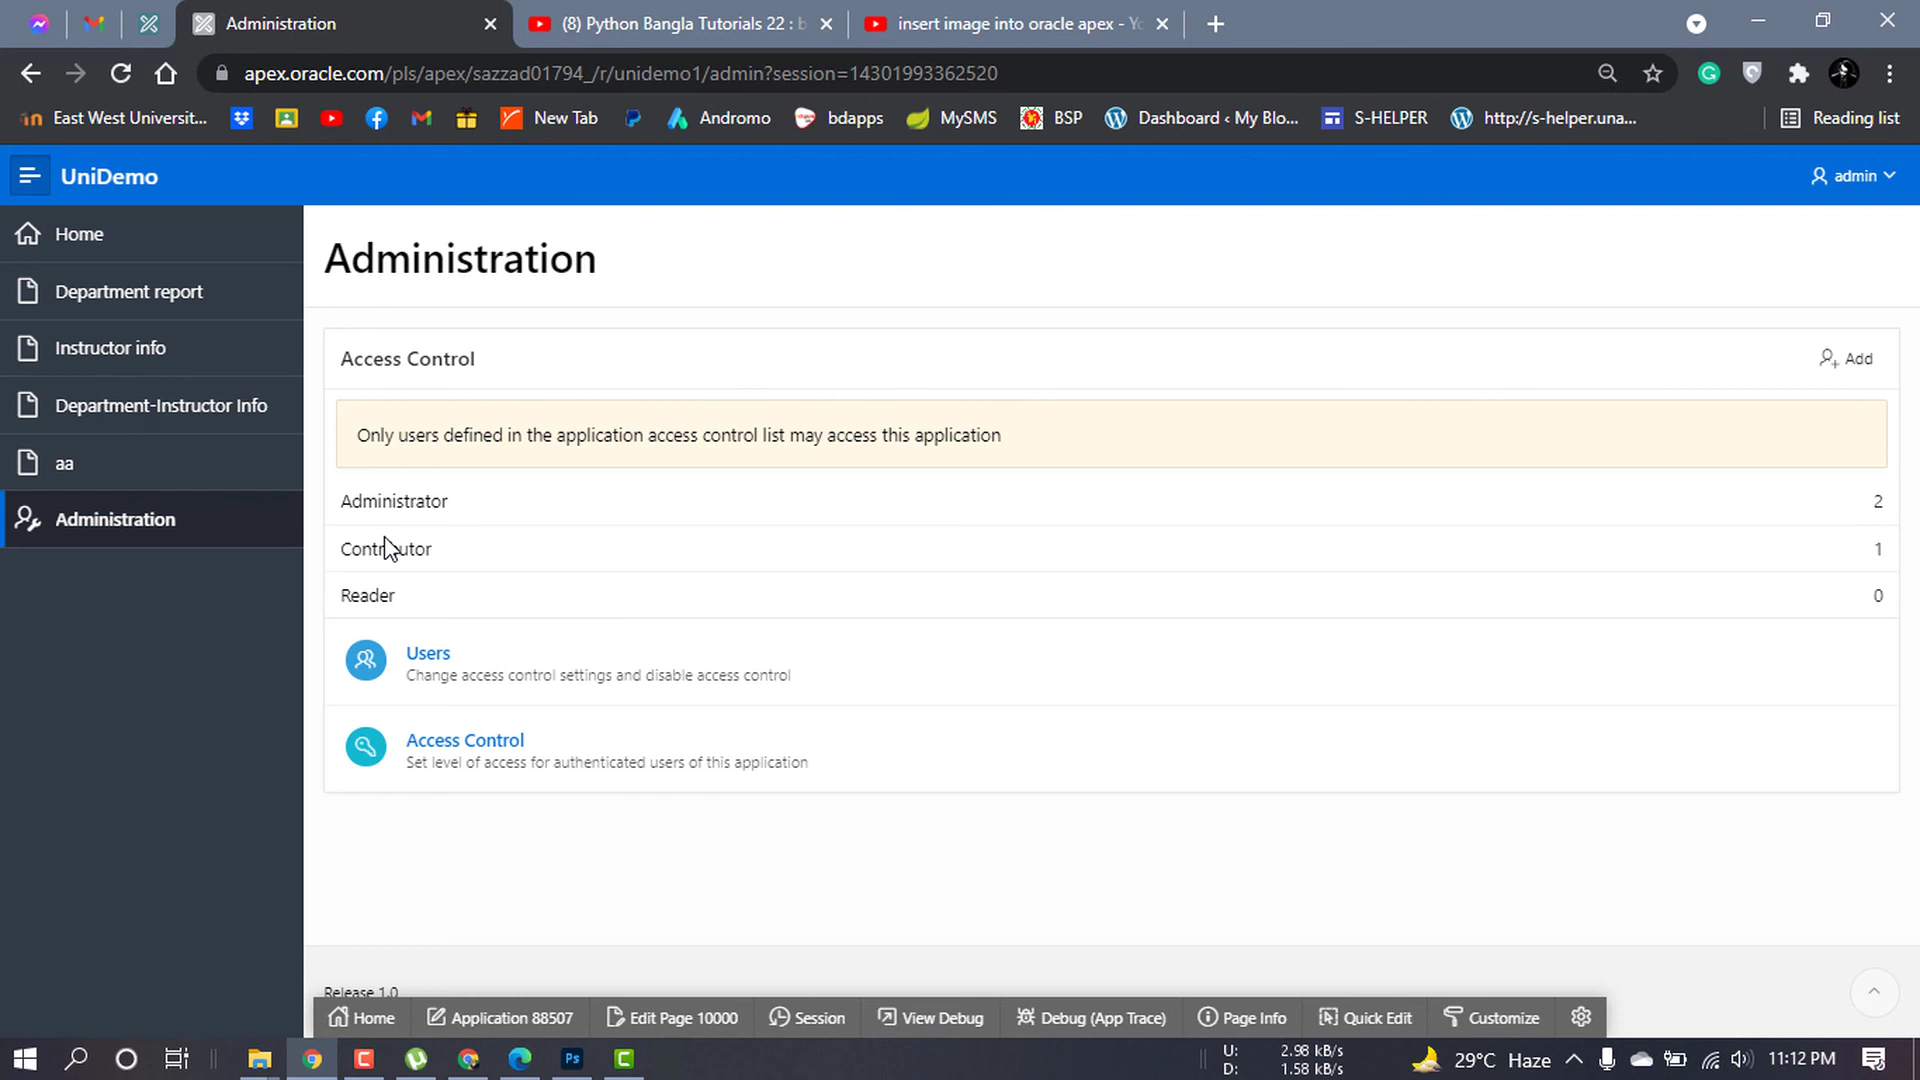 Administration
(8) Python Bangla Tutorials 22 : b
insert image into oracle apex - Yo
apex.oracle.com/pls/apex/sazzad01794_/r/unidemo1/admin?session=14301993362520
East West Universit...
New Tab
Andromo
bdapps
MySMS
BSP
Dashboard ‹ My Blo...
S-HELPER
http://s-helper.una...
Reading list
UniDemo
admin
Home
Department report
Instructor info
Department-Instructor Info
aa
Administration
Administration
Access Control
Add
Only users defined in the application access control list may access this application
Administrator 2
Contributor 1
Reader 0
Users
Change access control settings and disable access control
Access Control
Set level of access for authenticated users of this application
Release 1.0
Home
Application 88507
Edit Page 10000
Session
View Debug
Debug (App Trace)
Page Info
Quick Edit
Customize
U: 2.98 kB/s
D: 1.58 kB/s
29°C Haze
11:12 PM